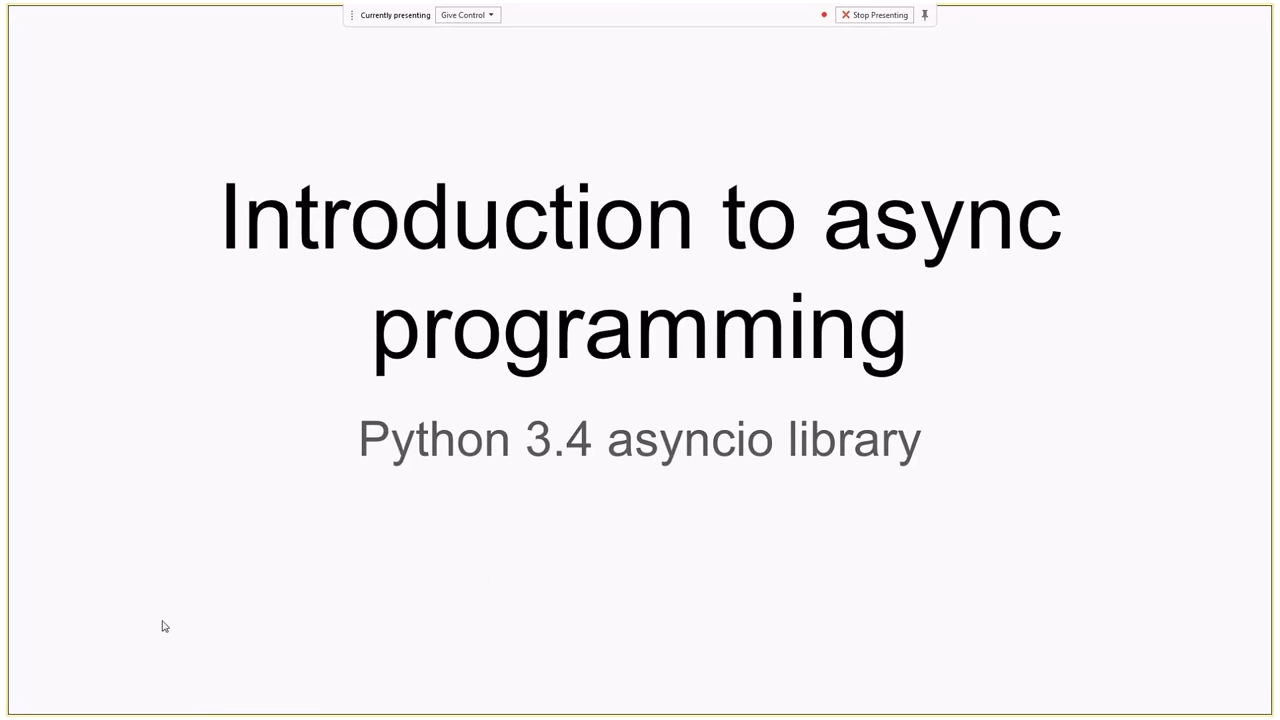 Currently presenting Give Control Stop Presenting
Introduction to async
programming
Python 3.4 asyncio library